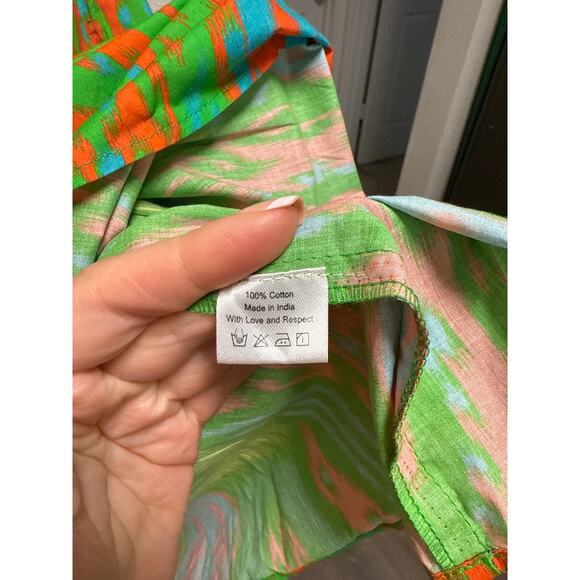 100% Cotton
Made in India
With Love and Respect